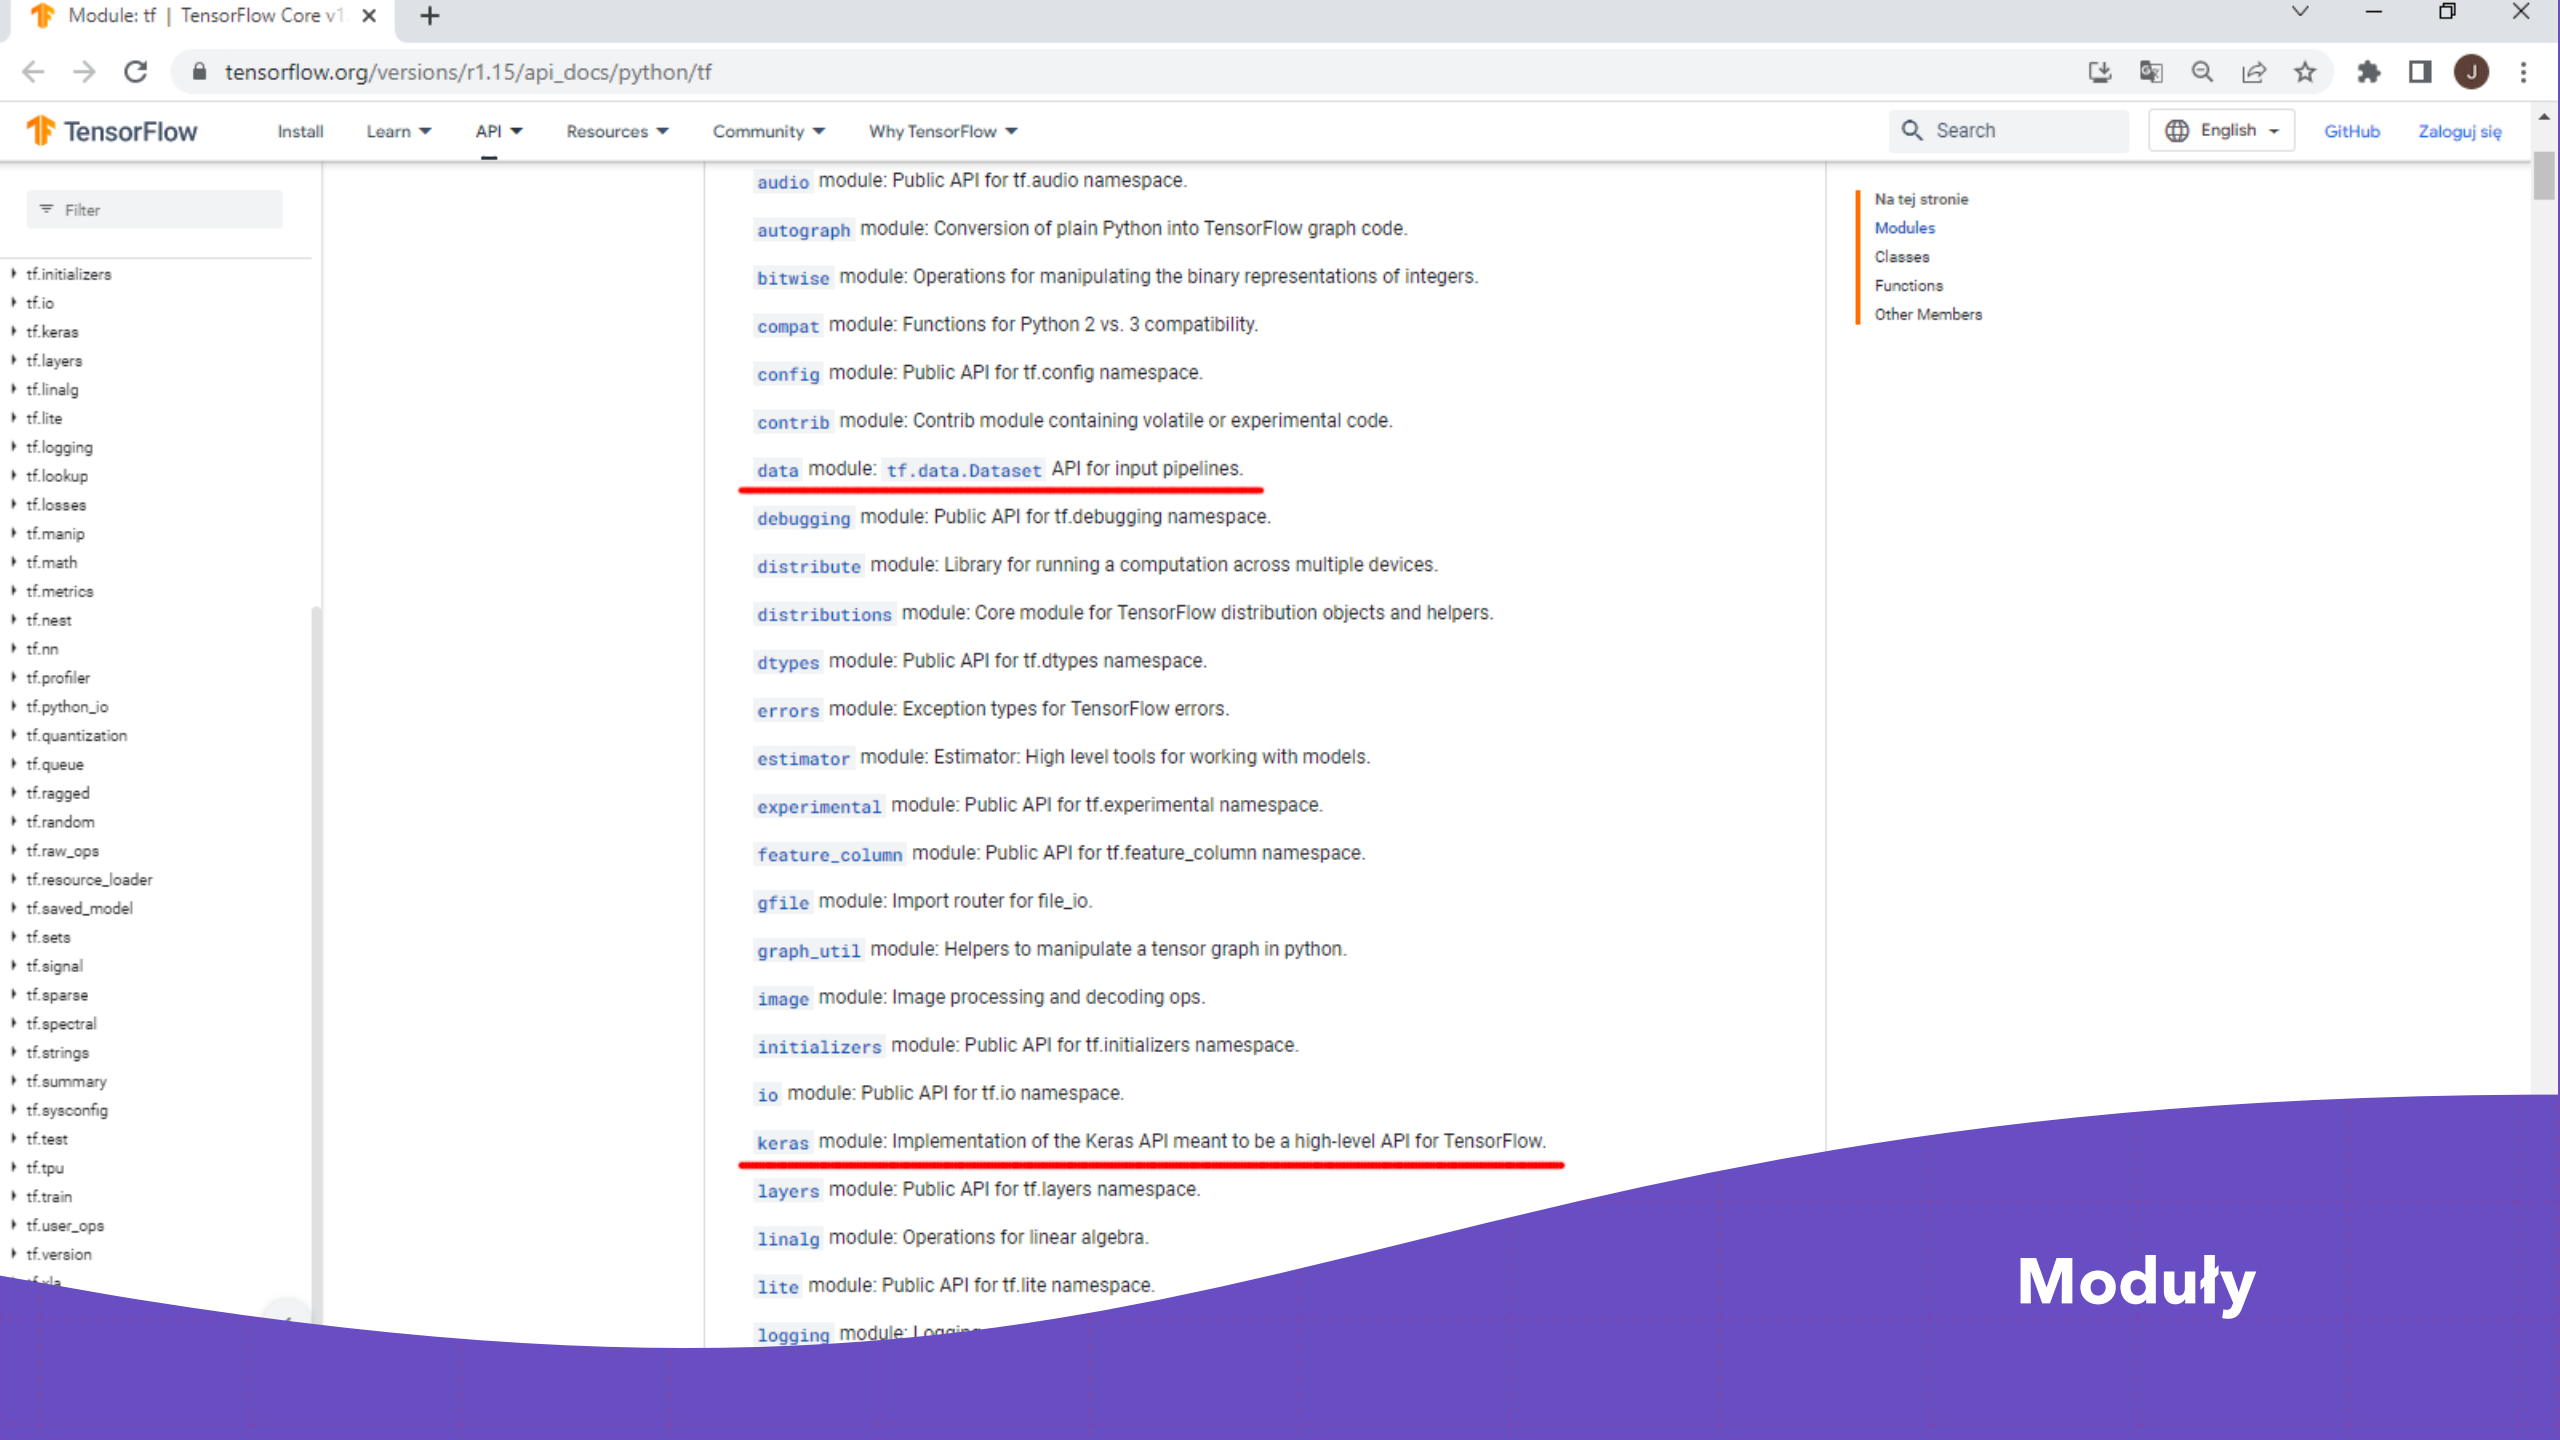 Module: tf | TensorFlow Core v1
tensorflow.org/versions/r1.15/api_docs/python/tf
J
TensorFlow
Install
Learn
API
Resources
Community
Why TensorFlow
Search
English
GitHub
Zaloguj się
Filter
tf.initializers
tf.io
tf.keras
tf.layers
tf.linalg
tf.lite
tf.logging
tf.lookup
tf.losses
tf.manip
tf.math
tf.metrics
tf.nest
tf.nn
tf.profiler
tf.python_io
tf.quantization
tf.queue
tf.ragged
tf.random
tf.raw_ops
tf.resource_loader
tf.saved_model
tf.sets
tf.signal
tf.sparse
tf.spectral
tf.strings
tf.summary
tf.sysconfig
tf.test
tf.tpu
tf.train
tf.user_ops
tf.version
audio module: Public API for tf.audio namespace.
autograph module: Conversion of plain Python into TensorFlow graph code.
bitwise module: Operations for manipulating the binary representations of integers.
compat module: Functions for Python 2 vs. 3 compatibility.
config module: Public API for tf.config namespace.
contrib module: Contrib module containing volatile or experimental code.
data module: tf.data.Dataset API for input pipelines.
debugging module: Public API for tf.debugging namespace.
distribute module: Library for running a computation across multiple devices.
distributions module: Core module for TensorFlow distribution objects and helpers.
dtypes module: Public API for tf.dtypes namespace.
errors module: Exception types for TensorFlow errors.
estimator module: Estimator: High level tools for working with models.
experimental module: Public API for tf.experimental namespace.
feature_column module: Public API for tf.feature_column namespace.
gfile module: Import router for file_io.
graph_util module: Helpers to manipulate a tensor graph in python.
image module: Image processing and decoding ops.
initializers module: Public API for tf.initializers namespace.
io module: Public API for tf.io namespace.
keras module: Implementation of the Keras API meant to be a high-level API for TensorFlow.
layers module: Public API for tf.layers namespace.
linalg module: Operations for linear algebra.
lite module: Public API for tf.lite namespace.
logging module:
Na tej stronie
Modules
Classes
Functions
Other Members
Moduły